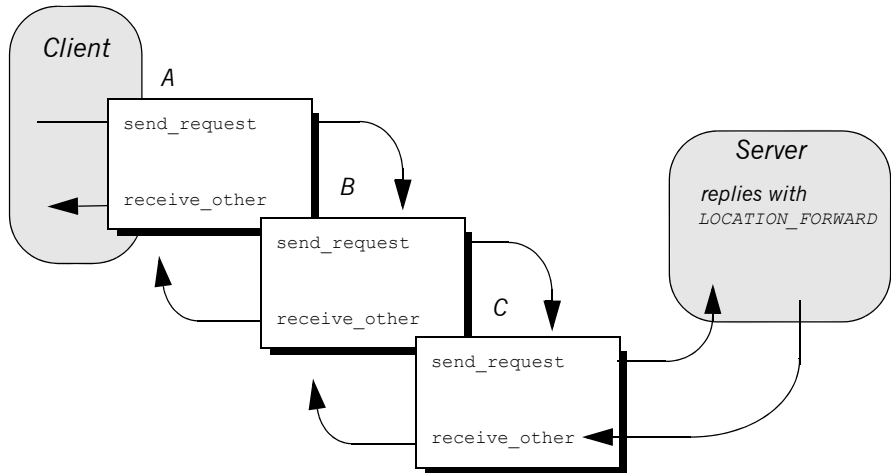 Client
A
send_request
receive_other
B
send_request
receive_other
C
send_request
receive_other
Server
replies with
LOCATION_FORWARD